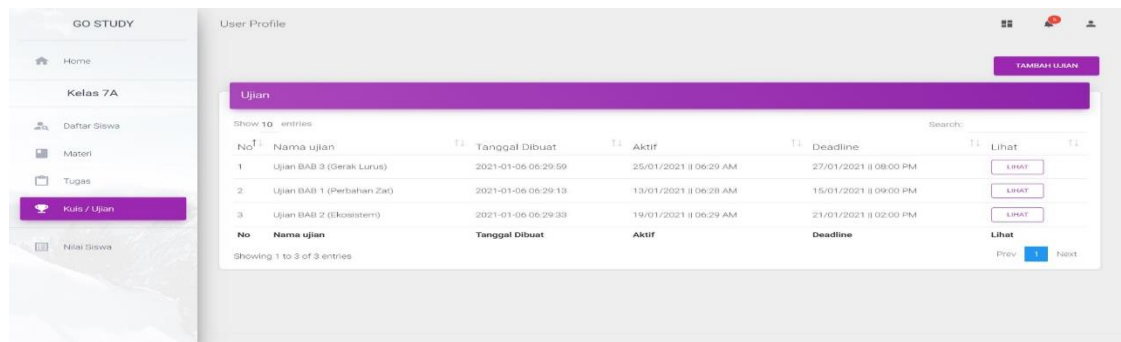 GO STUDY
User Profile
Home
TAMBAH UJIAN
Kelas 7A
Ujian
Daftar Siswa
Show 10 entries
Search:
Materi
No Nama ujian Tanggal Dibuat Aktif Deadline Lihat
1 Ujian BAB 3 (Gerak Lurus) 2021-01-06 06:29:59 25/01/2021 || 06:29 AM 27/01/2021 || 08:00 PM LIHAT
Tugas
2 Ujian BAB 1 (Perbahan Zat) 2021-01-06 06:29:13 13/01/2021 || 06:28 AM 15/01/2021 || 09:00 PM LIHAT
Kuis / Ujian
3 Ujian BAB 2 (Ekosistem) 2021-01-06 06:29:33 19/01/2021 || 06:29 AM 21/01/2021 || 02:00 PM LIHAT
No Nama ujian Tanggal Dibuat Aktif Deadline Lihat
Nilai Siswa
Showing 1 to 3 of 3 entries
Prev 1 Next